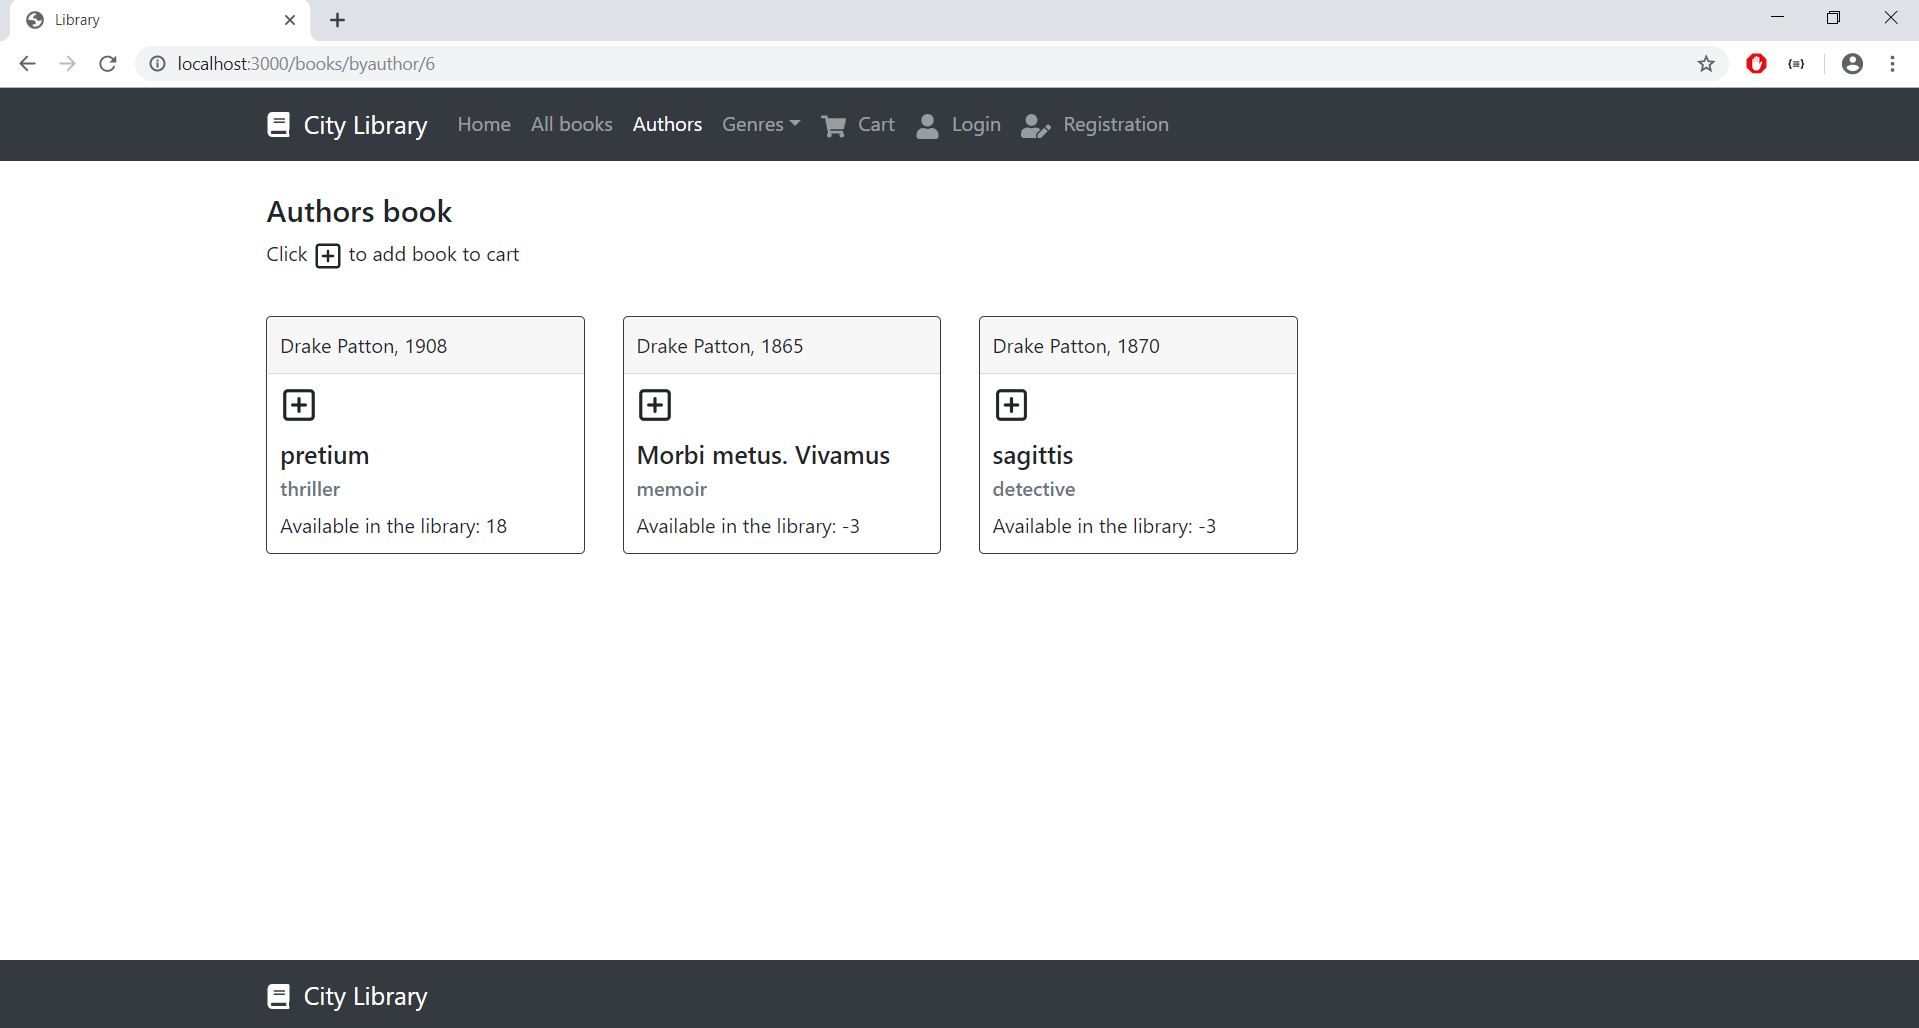 Library
localhost:3000/books/byauthor/6
City Library Home All books Authors Genres Cart Login Registration
Authors book
Click to add book to cart
Drake Patton, 1908
pretium
thriller
Available in the library: 18
Drake Patton, 1865
Morbi metus. Vivamus
memoir
Available in the library: -3
Drake Patton, 1870
sagittis
detective
Available in the library: -3
City Library